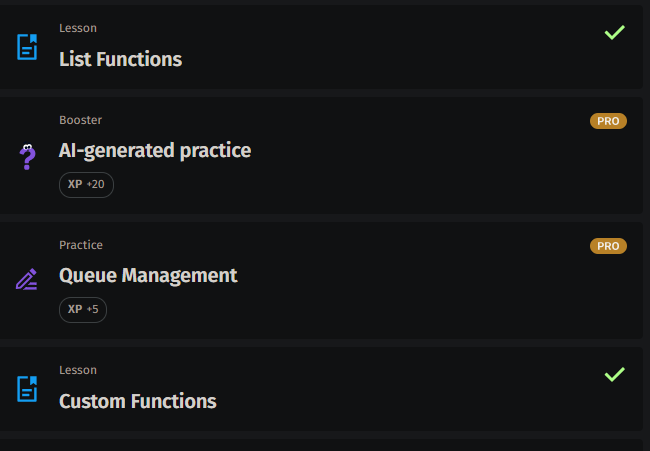 Lesson
List Functions
Booster
PRO
AI-generated practice
XP +20
Practice
PRO
Queue Management
XP +5
Lesson
Custom Functions